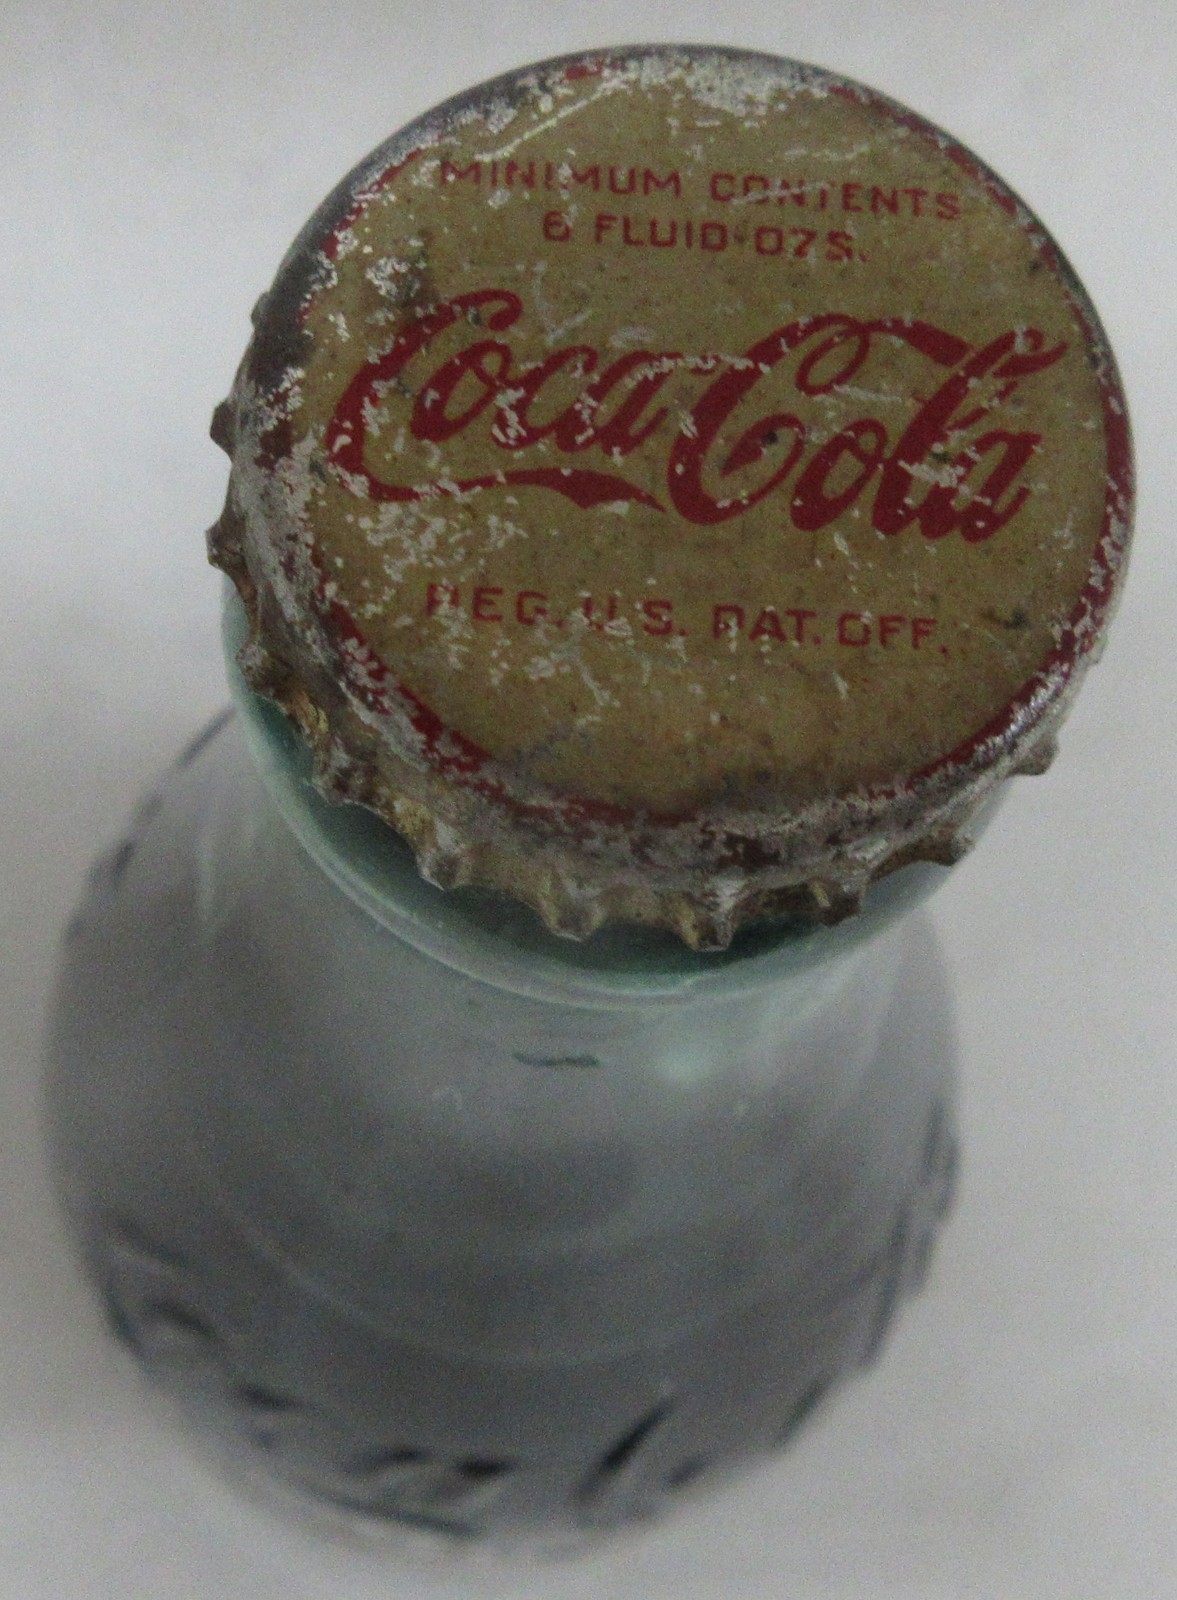 MINIMUM CONTENTS
6 FLUID OZS.
Coca Cola
REG. U.S. PAT. OFF.